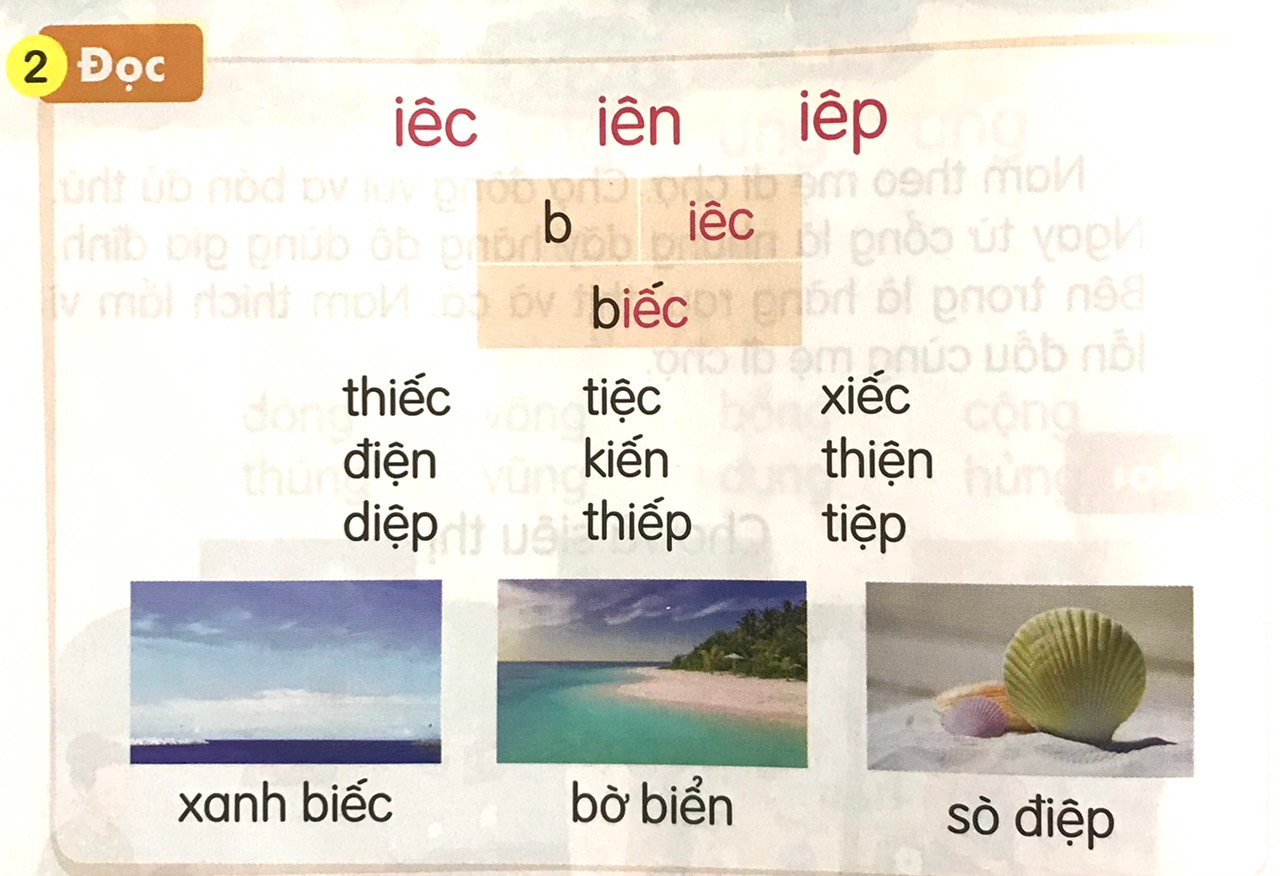 2 Đọc
iêc iên iêp
b iêc
biếc
thiếc tiệc xiếc
điện kiến thiện
diệp thiếp tiệp
xanh biếc bờ biển sò điệp